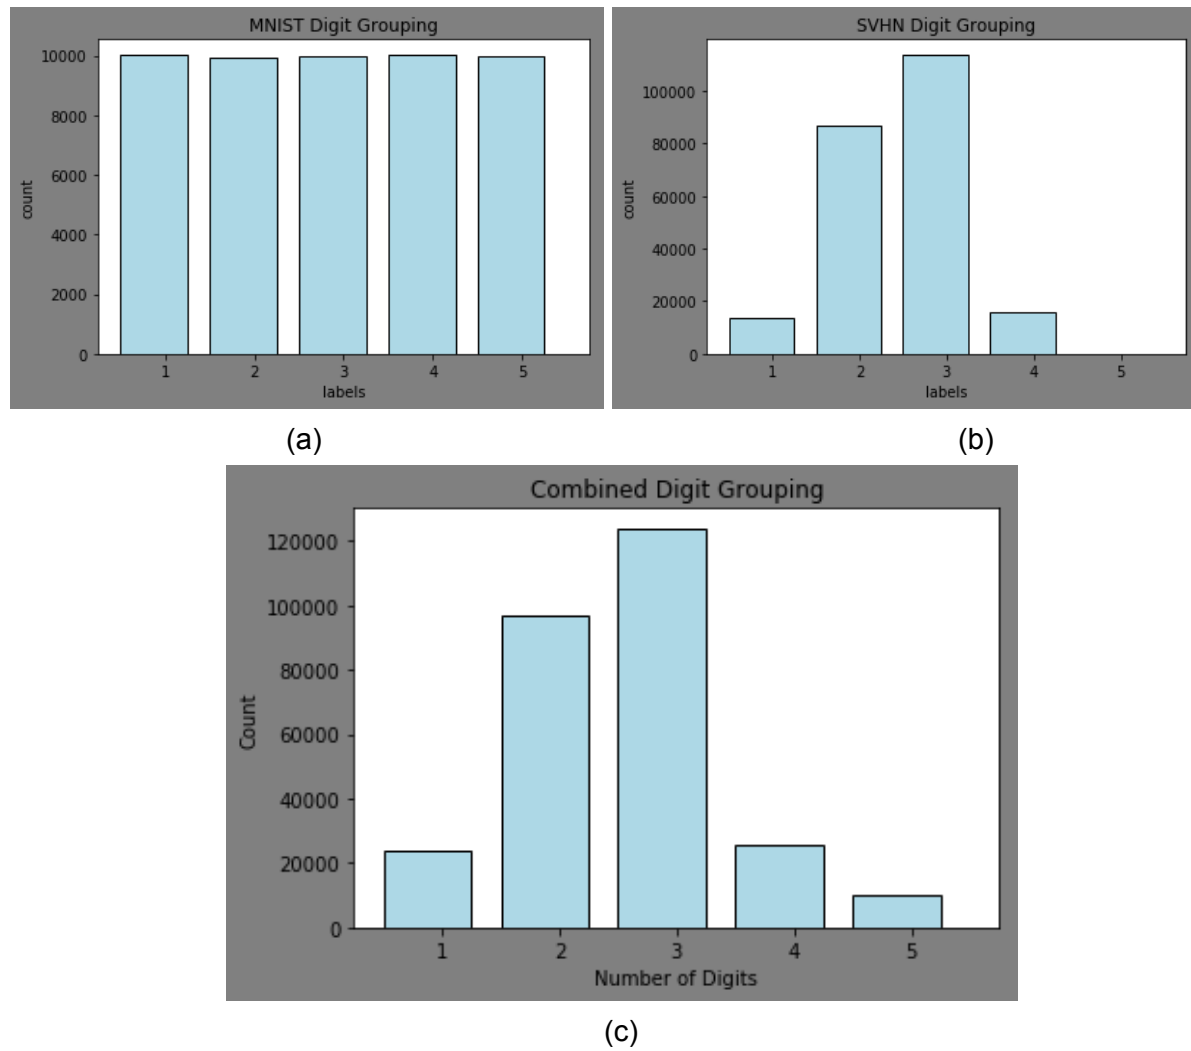 MNIST Digit Grouping
10000
8000
6000
4000
2000
0
count
1 2 3 4 5
labels
(a)
SVHN Digit Grouping
100000
80000
60000
40000
20000
0
count
1 2 3 4 5
labels
(b)
Combined Digit Grouping
120000
100000
80000
60000
40000
20000
0
Count
1 2 3 4 5
Number of Digits
(c)